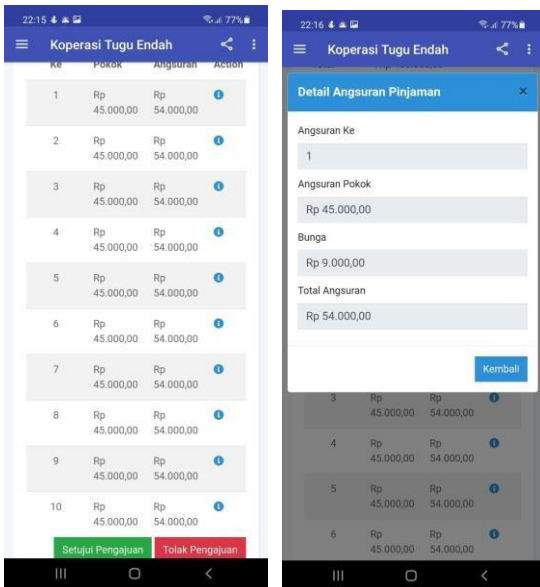 22:15 77%
Koperasi Tugu Endah
Ke Pokok Angsuran Action
1 Rp 45.000,00 Rp 54.000,00
2 Rp 45.000,00 Rp 54.000,00
3 Rp 45.000,00 Rp 54.000,00
4 Rp 45.000,00 Rp 54.000,00
5 Rp 45.000,00 Rp 54.000,00
6 Rp 45.000,00 Rp 54.000,00
7 Rp 45.000,00 Rp 54.000,00
8 Rp 45.000,00 Rp 54.000,00
9 Rp 45.000,00 Rp 54.000,00
10 Rp 45.000,00 Rp 54.000,00
Setujui Pengajuan Tolak Pengajuan
22:16 77%
Koperasi Tugu Endah
Detail Angsuran Pinjaman ×
Angsuran Ke
1
Angsuran Pokok
Rp 45.000,00
Bunga
Rp 9.000,00
Total Angsuran
Rp 54.000,00
Kembali
3 Rp 45.000,00 Rp 54.000,00
4 Rp 45.000,00 Rp 54.000,00
5 Rp 45.000,00 Rp 54.000,00
6 Rp 45.000,00 Rp 54.000,00